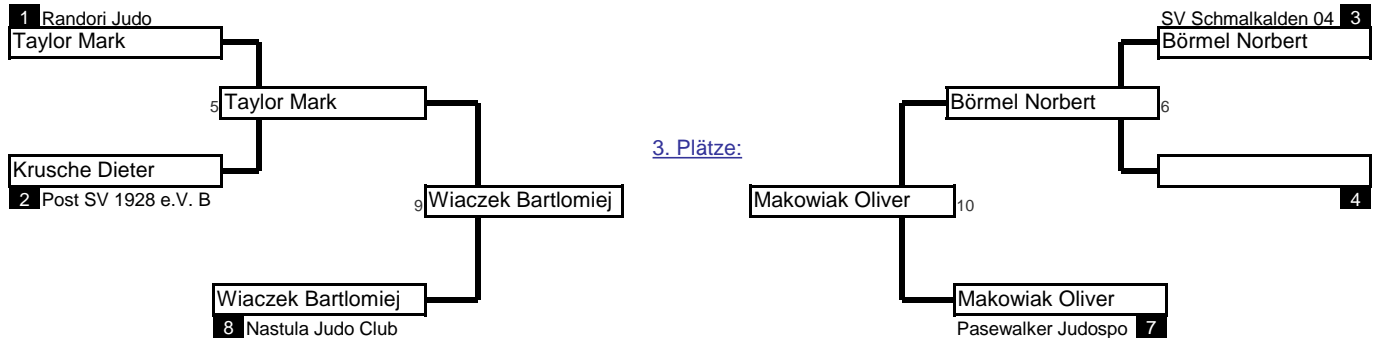 1 Randori Judo
Taylor Mark
SV Schmalkalden 04 3
Börmel Norbert
5 Taylor Mark
Börmel Norbert 6
3. Plätze:
Krusche Dieter
2 Post SV 1928 e.V. B
4
9 Wiaczek Bartlomiej
Makowiak Oliver 10
Wiaczek Bartlomiej
8 Nastula Judo Club
Makowiak Oliver
Pasewalker Judospo 7